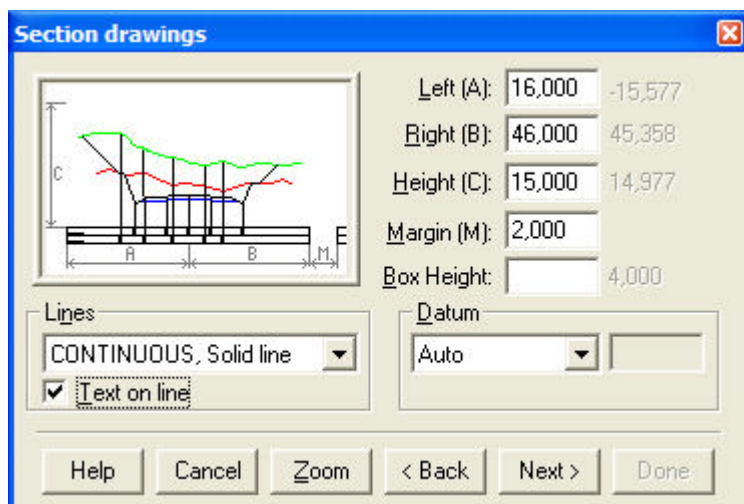 Section drawings
C
A
B
M
Left (A): 16,000 -15,577
Right (B): 46,000 45,358
Height (C): 15,000 14,977
Margin (M): 2,000
Box Height: 4,000
Lines
CONTINUOUS, Solid line
Text on line
Datum
Auto
Help Cancel Zoom < Back Next > Done